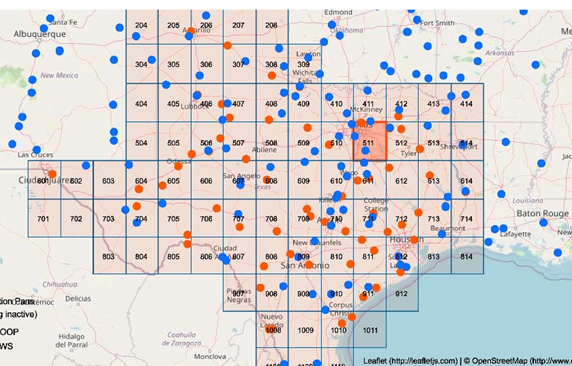 Edmond
Santa Fe
204 205 206 207 208
Fort Smith
Amarillo
Albuquerque
Oklahoma
Arkansas
Lawton
304 305 306 307 308 309
New Mexico
Wichita
Falls
404 405 406 407 408 409 410 411 412 413 414
Lubbock
McKinney
504 505 506 507 508 509 510 511 512 513 514
Abilene
Tyler
Shreveport
Las Cruces
Odessa
Ciudad Juárez
601 602 603 604 605 606 607 608 609 610 611 612 613 614
San Angelo
Texas
Louisiana
Killeen
College
Station
701 702 703 704 705 706 707 708 709 710 711 712 713 714
Baton Rouge
Beaumont
Lafayette
New Braunfels
Houston
Ciudad
803 804 805 806 807 808 809 810 811 812 813 814
San Antonio
Chihuahua
Piedras
Negras
907 908 909 910 911 912
Delicias
g inactive)
Corpus
Christi
OOP
Nuevo
Laredo
Coahuila
de Zaragoza
1008 1009 1010 1011
WS
Hidalgo
del Parral
Monclova
Leaflet (http://leafletjs.com) | © OpenStreetMap (http://www.o